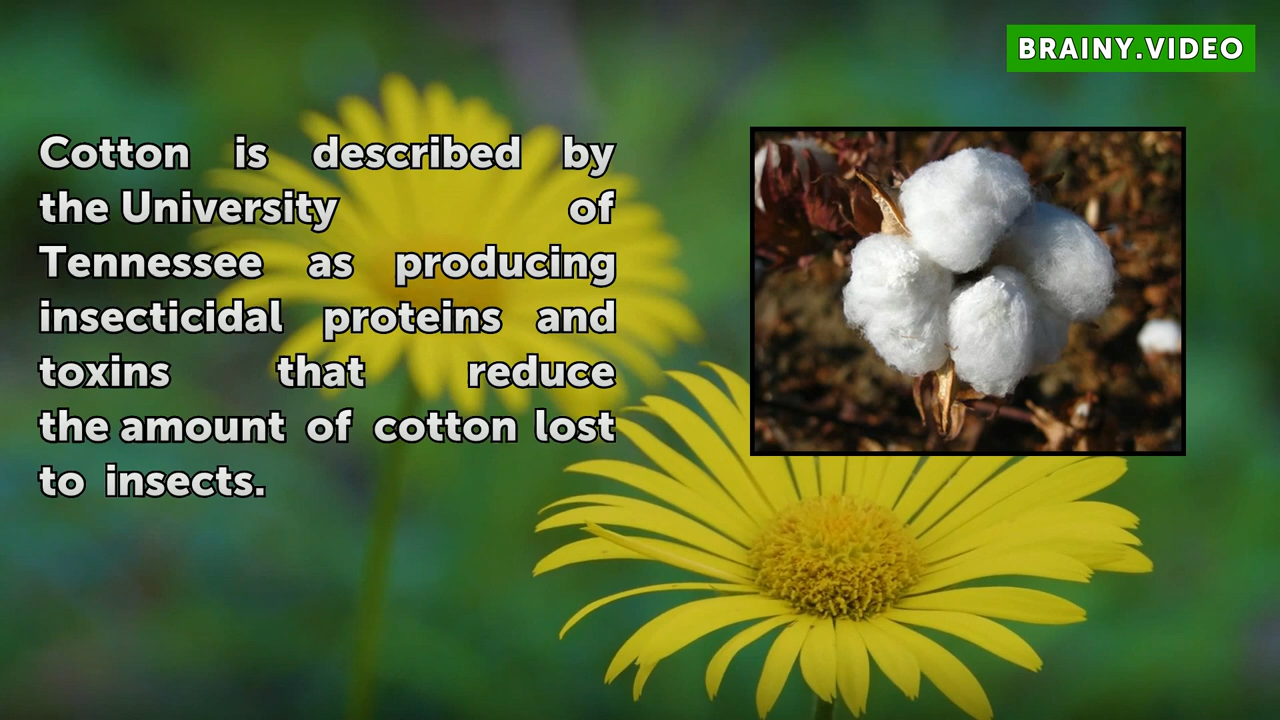 BRAINY.VIDEO
Cotton is described by
the University of
Tennessee as producing
insecticidal proteins and
toxins that reduce
the amount of cotton lost
to insects.